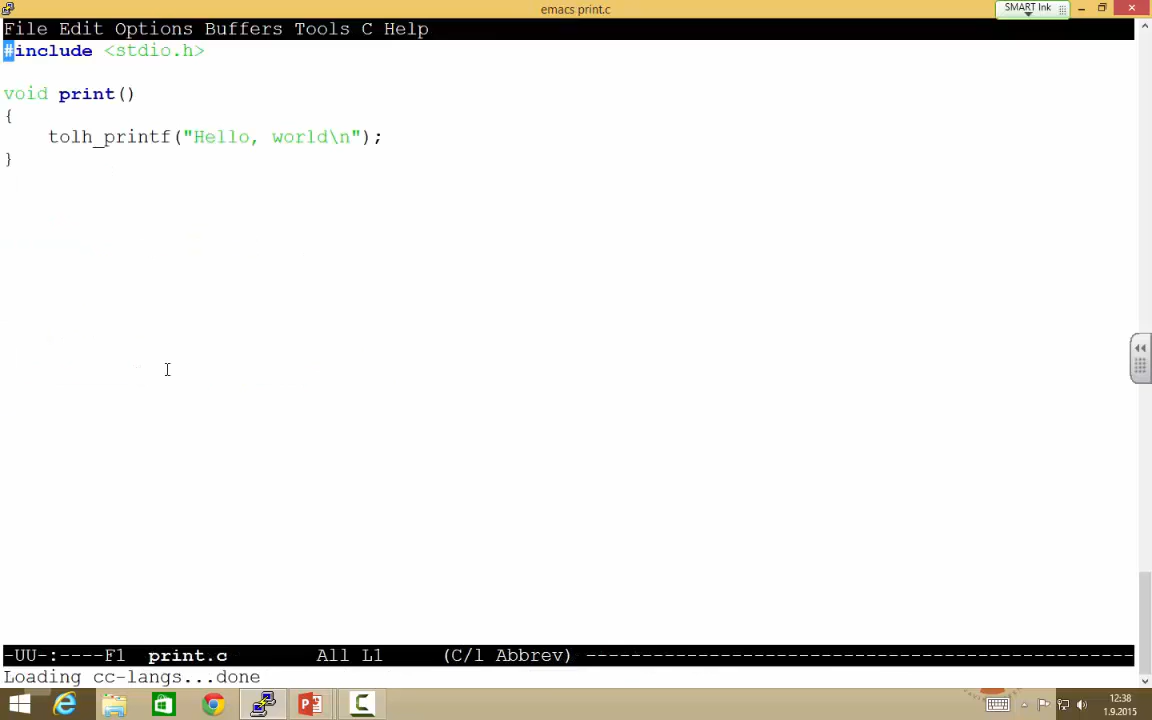 emacs print.c
SMART Ink
File Edit Options Buffers Tools C Help
#include <stdio.h>
void print()
{
    tolh_printf("Hello, world\n");
}
-UU-:----F1  print.c        All L1     (C/l Abbrev) --------------------------------------------------
Loading cc-langs...done
12:38
1.9.2015